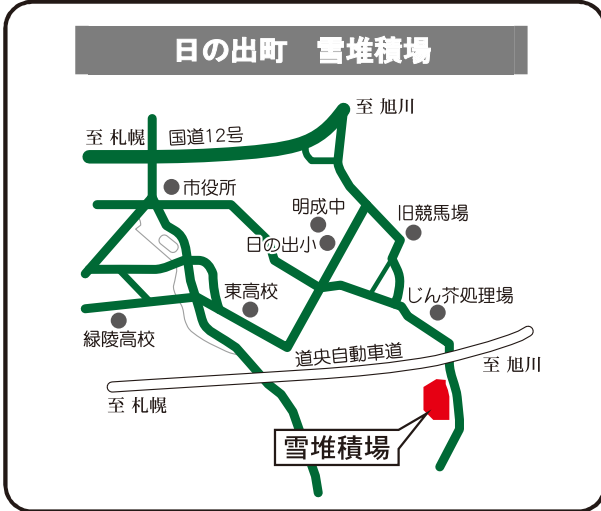 日の出町　雪堆積場
至 旭川
至 札幌
国道12号
市役所
明成中
旧競馬場
日の出小
東高校
じん芥処理場
緑陵高校
道央自動車道
至 旭川
至 札幌
雪堆積場